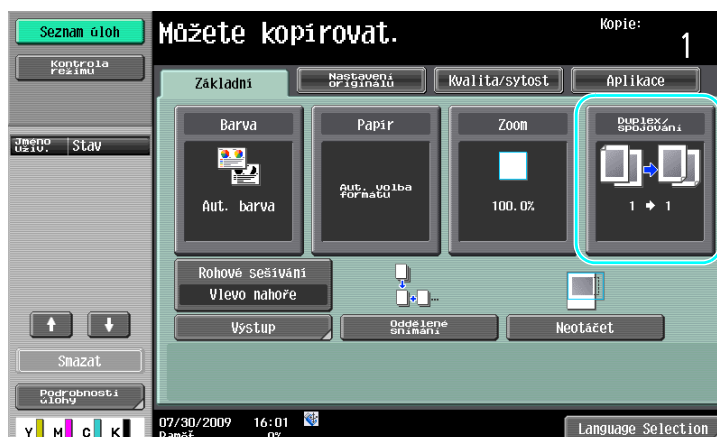 Seznam úloh
Můžete kopírovat.
Kopie:
1
Kontrola
režimu
Základní
Nastavení
originálu
Kvalita/sytost
Aplikace
Jméno
uživ.
Stav
Barva
Papír
Zoom
Duplex/
spojování
Aut. barva
Aut. volba
formátu
100.0%
1 → 1
Rohové sešívání
Vlevo nahoře
Výstup
Oddělené
snímání
Neotáčet
Smazat
Podrobnosti
úlohy
Y M C K
07/30/2009 16:01
Paměť 0%
Language Selection